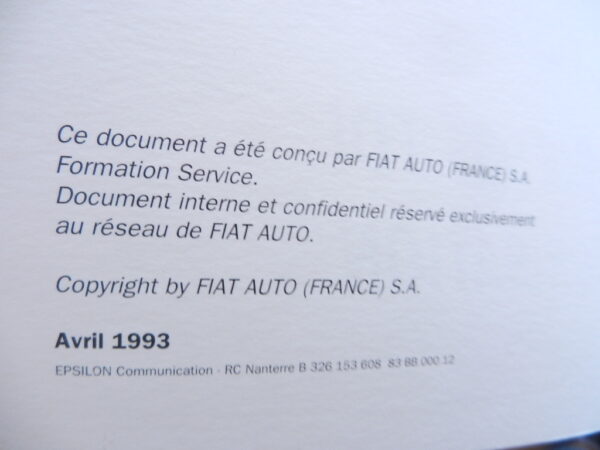 Ce document a été conçu par FIAT AUTO (FRANCE) S.A.
Formation Service.
Document interne et confidentiel réservé exclusivement
au réseau de FIAT AUTO.
Copyright by FIAT AUTO (FRANCE) S.A.
Avril 1993
EPSILON Communication - RC Nanterre B 326 153 608 83 BB 000 12